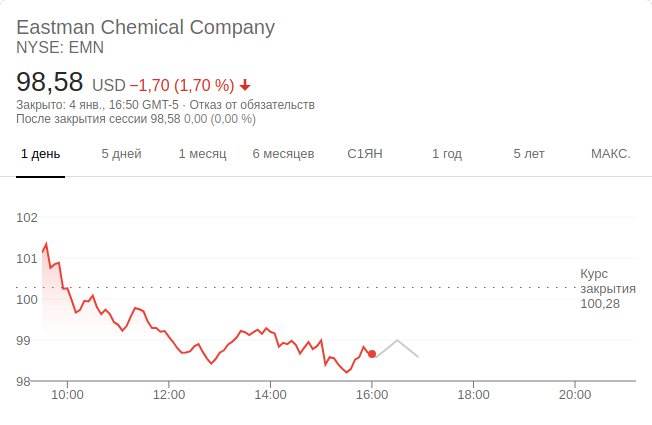 Eastman Chemical Company
NYSE: EMN
98,58 USD −1,70 (1,70 %)
Закрыто: 4 янв., 16:50 GMT-5 · Отказ от обязательств
После закрытия сессии 98,58 0,00 (0,00 %)
1 день 5 дней 1 месяц 6 месяцев С1ЯН 1 год 5 лет МАКС.
102
101
Курс
закрытия
100,28
100
99
98
10:00 12:00 14:00 16:00 18:00 20:00